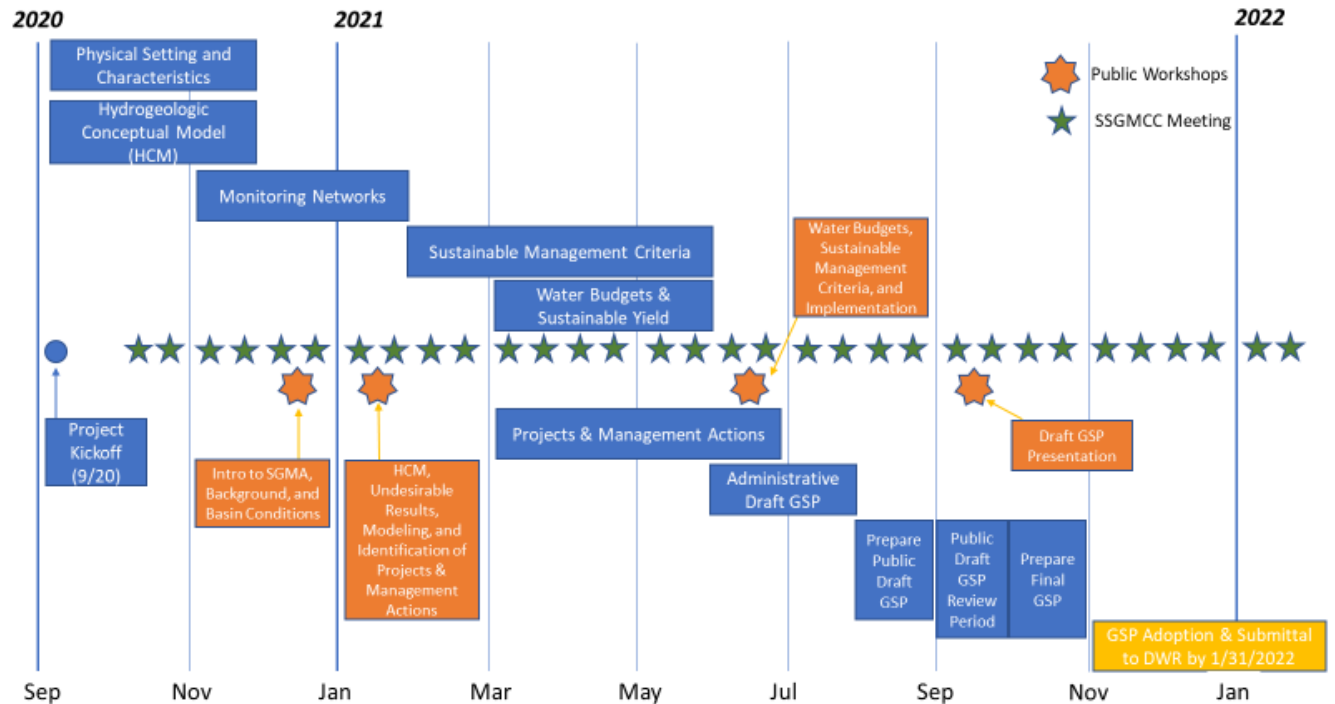 2020
2021
2022
Physical Setting and
Characteristics
Public Workshops
Hydrogeologic
Conceptual Model
(HCM)
SSGMCC Meeting
Monitoring Networks
Sustainable Management Criteria
Water Budgets,
Sustainable
Management
Criteria, and
Implementation
Water Budgets &
Sustainable Yield
Project
Kickoff
(9/20)
Intro to SGMA,
Background, and
Basin Conditions
HCM,
Undesirable
Results,
Modeling, and
Identification of
Projects &
Management
Actions
Projects & Management Actions
Draft GSP
Presentation
Administrative
Draft GSP
Prepare
Public
Draft
GSP
Public
Draft
GSP
Review
Period
Prepare
Final
GSP
GSP Adoption & Submittal
to DWR by 1/31/2022
Sep
Nov
Jan
Mar
May
Jul
Sep
Nov
Jan